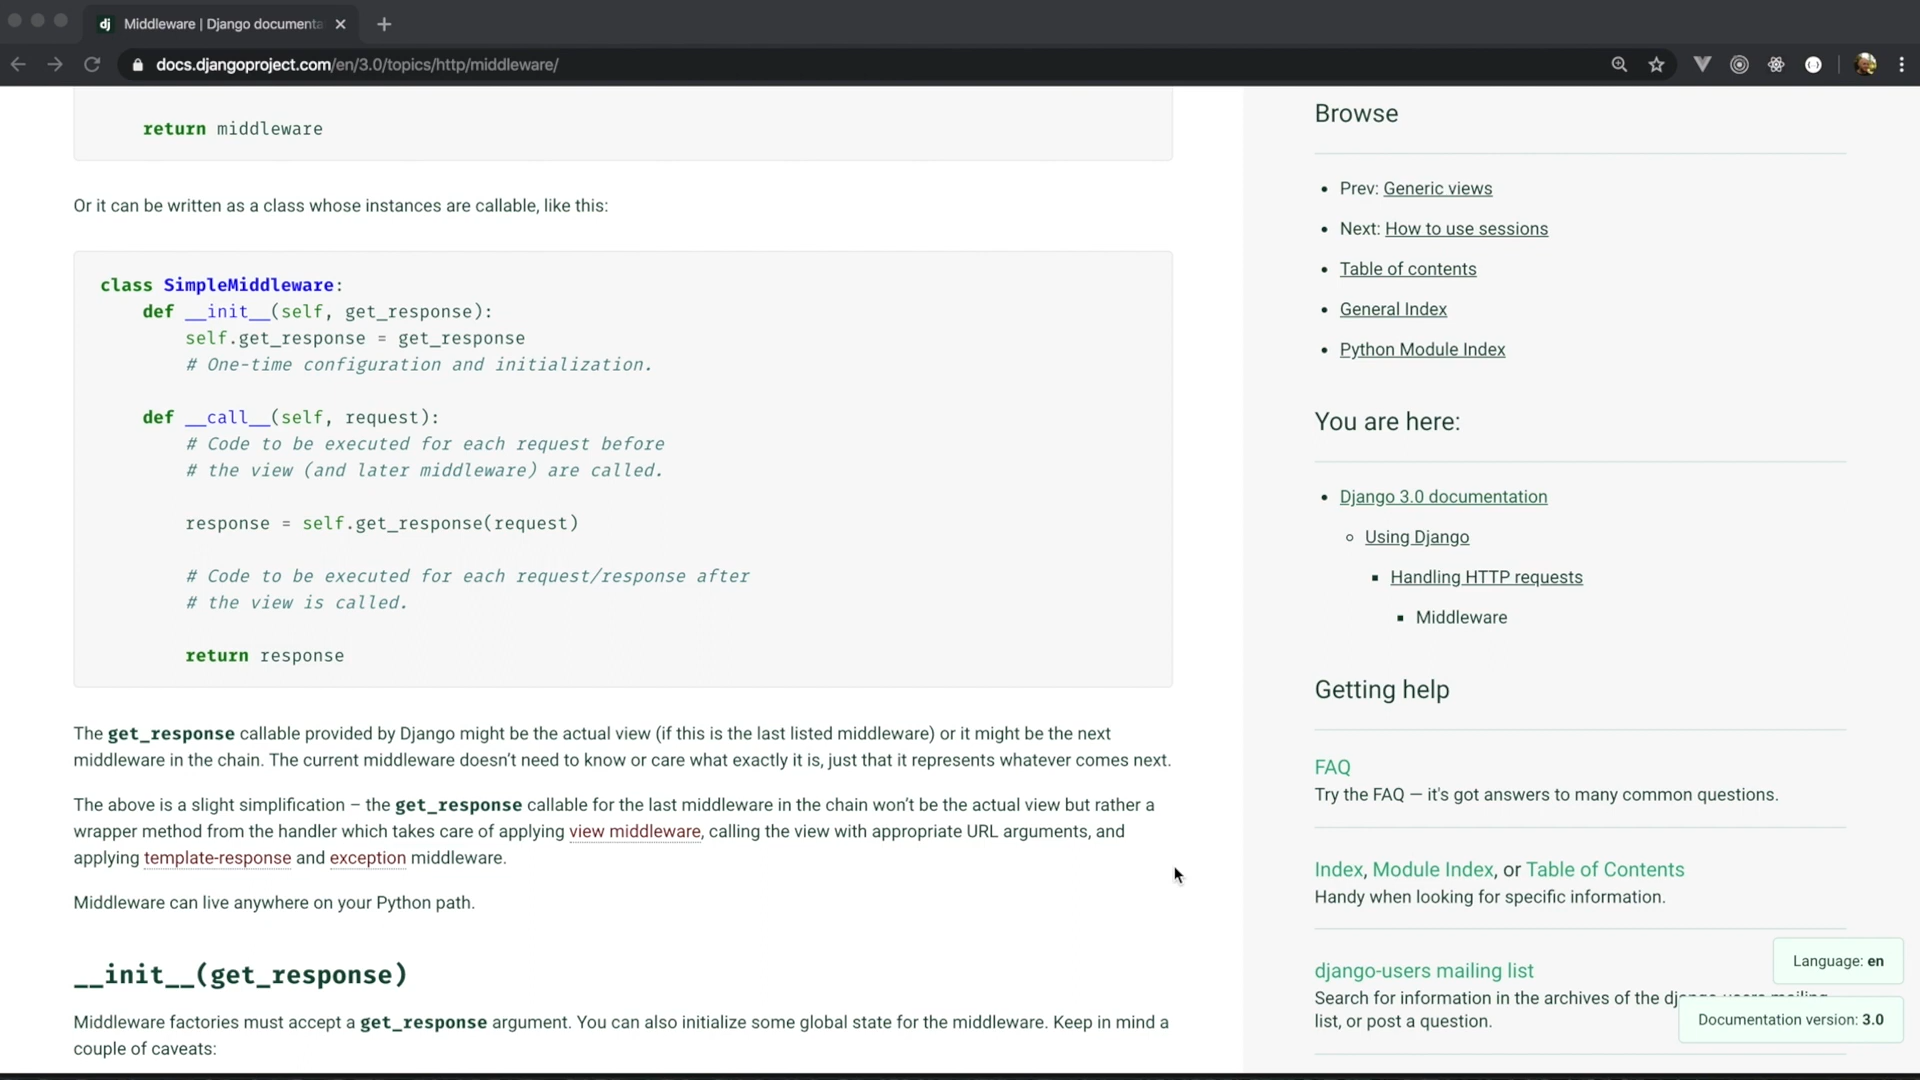 Middleware | Django documenta
docs.djangoproject.com/en/3.0/topics/http/middleware/
return middleware
Or it can be written as a class whose instances are callable, like this:
class SimpleMiddleware:
    def __init__(self, get_response):
        self.get_response = get_response
        # One-time configuration and initialization.
    def __call__(self, request):
        # Code to be executed for each request before
        # the view (and later middleware) are called.
        response = self.get_response(request)
        # Code to be executed for each request/response after
        # the view is called.
        return response
The get_response callable provided by Django might be the actual view (if this is the last listed middleware) or it might be the next
middleware in the chain. The current middleware doesn’t need to know or care what exactly it is, just that it represents whatever comes next.
The above is a slight simplification – the get_response callable for the last middleware in the chain won’t be the actual view but rather a
wrapper method from the handler which takes care of applying view middleware, calling the view with appropriate URL arguments, and
applying template-response and exception middleware.
Middleware can live anywhere on your Python path.
__init__(get_response)
Middleware factories must accept a get_response argument. You can also initialize some global state for the middleware. Keep in mind a
couple of caveats:
Browse
Prev: Generic views
Next: How to use sessions
Table of contents
General Index
Python Module Index
You are here:
Django 3.0 documentation
Using Django
Handling HTTP requests
Middleware
Getting help
FAQ
Try the FAQ — it's got answers to many common questions.
Index, Module Index, or Table of Contents
Handy when looking for specific information.
django-users mailing list
Search for information in the archives of the django-users mailing
list, or post a question.
Language: en
Documentation version: 3.0